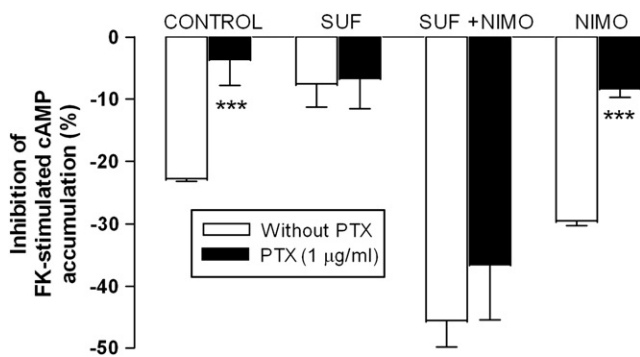 CONTROL SUF SUF +NIMO NIMO
0
-10
-20
-30
-40
-50
Inhibition of
FK-stimulated cAMP
accumulation (%)
*** ***
Without PTX
PTX (1 µg/ml)